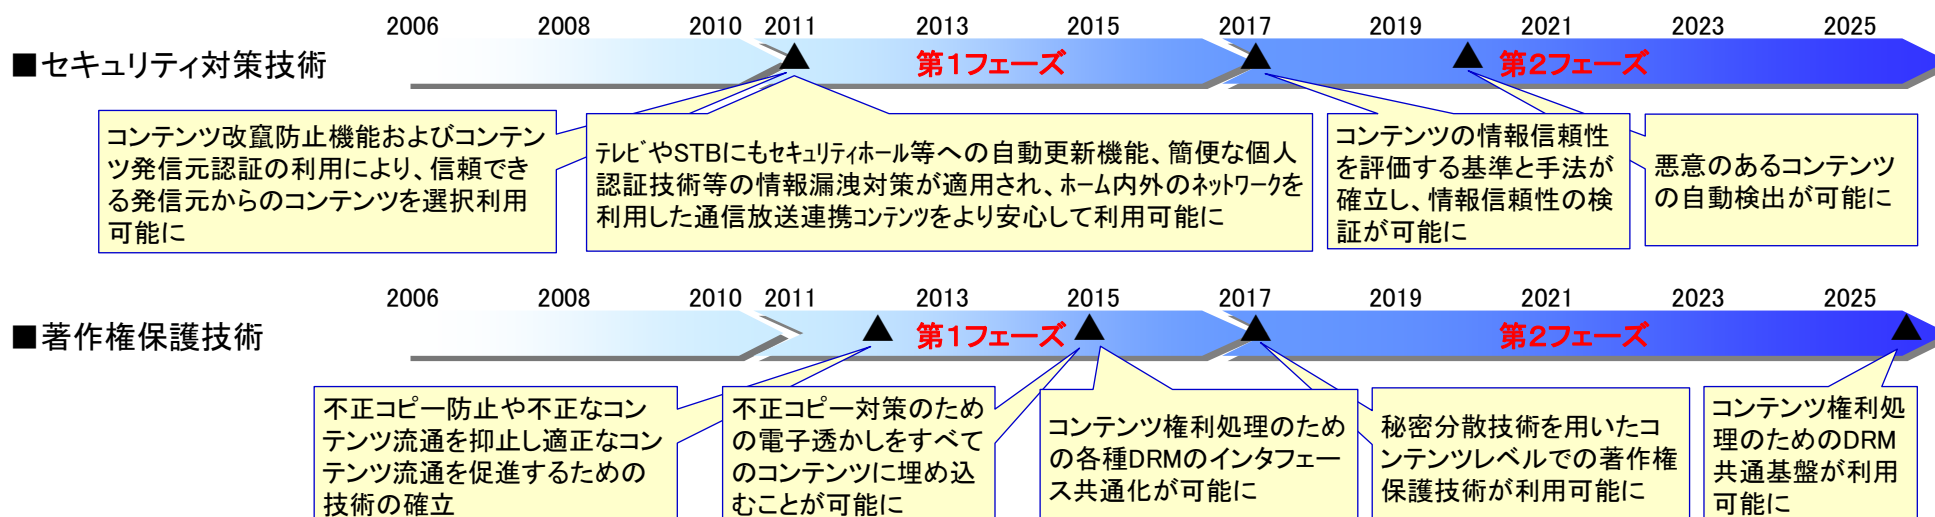 2006 2008 2010 2011 2013 2015 2017 2019 2021 2023 2025
■セキュリティ対策技術
第1フェーズ
第2フェーズ
コンテンツ改竄防止機能およびコンテン
ツ発信元認証の利用により、信頼でき
る発信元からのコンテンツを選択利用
可能に
テレビやSTBにもセキュリティホール等への自動更新機能、簡便な個人
認証技術等の情報漏洩対策が適用され、ホーム内外のネットワークを
利用した通信放送連携コンテンツをより安心して利用可能に
コンテンツの情報信頼性
を評価する基準と手法が
確立し、情報信頼性の検
証が可能に
悪意のあるコンテンツ
の自動検出が可能に
2006 2008 2010 2011 2013 2015 2017 2019 2021 2023 2025
■著作権保護技術
第1フェーズ
第2フェーズ
不正コピー防止や不正なコン
テンツ流通を抑止し適正なコン
テンツ流通を促進するための
技術の確立
不正コピー対策のため
の電子透かしをすべて
のコンテンツに埋め込
むことが可能に
コンテンツ権利処理のため
の各種DRMのインタフェー
ス共通化が可能に
秘密分散技術を用いたコ
ンテンツレベルでの著作権
保護技術が利用可能に
コンテンツ権利処
理のためのDRM
共通基盤が利用
可能に